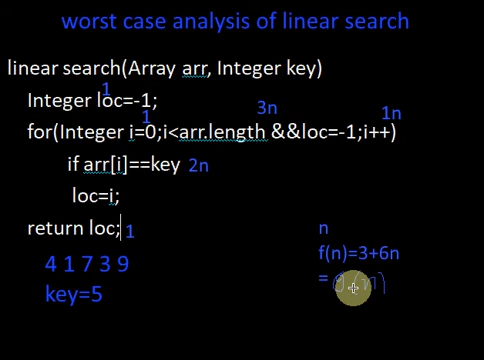 worst case analysis of linear search
linear search(Array arr, Integer key)
1
Integer loc=-1;
1 3n 1n
for(Integer i=0;i<arr.length &&loc=-1;i++)
if arr[i]==key 2n
loc=i;
return loc; 1
n
f(n)=3+6n
4 1 7 3 9
= (n)
key=5